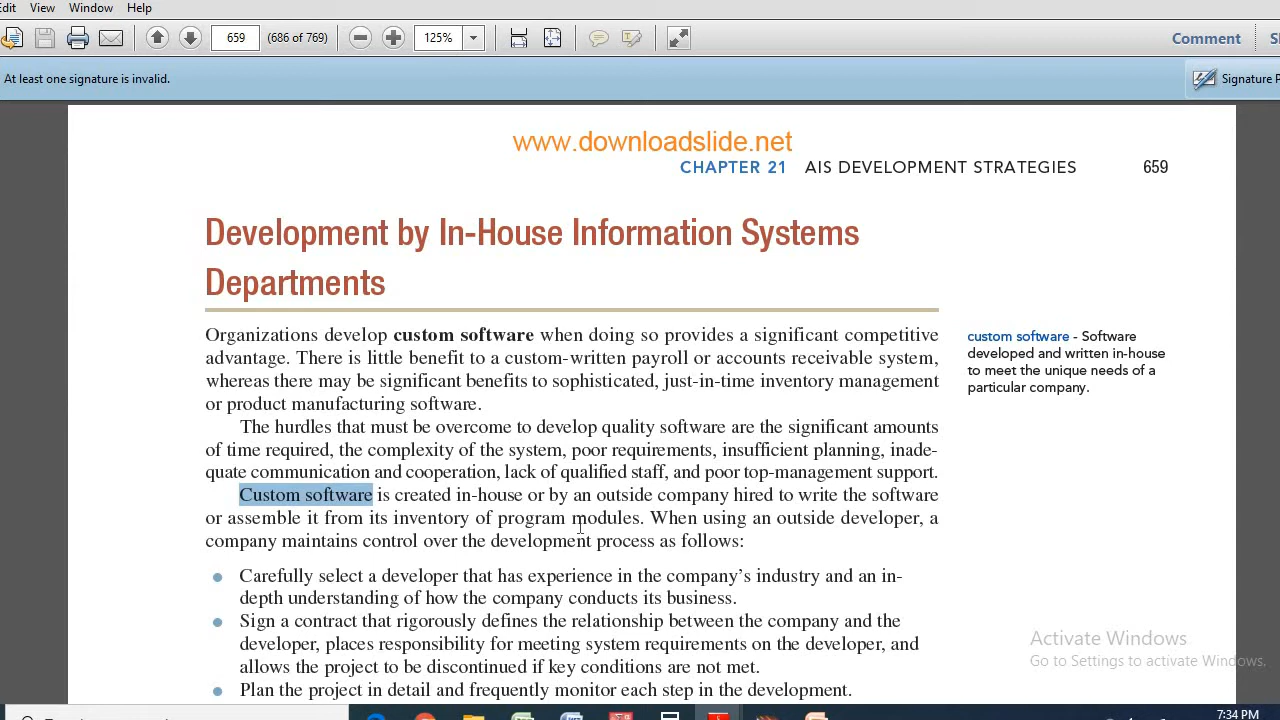 Edit View Window Help
659 (686 of 769) 125% Comment
At least one signature is invalid. Signature
www.downloadslide.net
CHAPTER 21 AIS DEVELOPMENT STRATEGIES 659
Development by In-House Information Systems
Departments
Organizations develop custom software when doing so provides a significant competitive
advantage. There is little benefit to a custom-written payroll or accounts receivable system,
whereas there may be significant benefits to sophisticated, just-in-time inventory management
or product manufacturing software.
custom software - Software
developed and written in-house
to meet the unique needs of a
particular company.
The hurdles that must be overcome to develop quality software are the significant amounts
of time required, the complexity of the system, poor requirements, insufficient planning, inade-
quate communication and cooperation, lack of qualified staff, and poor top-management support.
Custom software is created in-house or by an outside company hired to write the software
or assemble it from its inventory of program modules. When using an outside developer, a
company maintains control over the development process as follows:
• Carefully select a developer that has experience in the company's industry and an in-
depth understanding of how the company conducts its business.
• Sign a contract that rigorously defines the relationship between the company and the
developer, places responsibility for meeting system requirements on the developer, and
allows the project to be discontinued if key conditions are not met.
• Plan the project in detail and frequently monitor each step in the development.
Activate Windows
Go to Settings to activate Windows.
7:34 PM